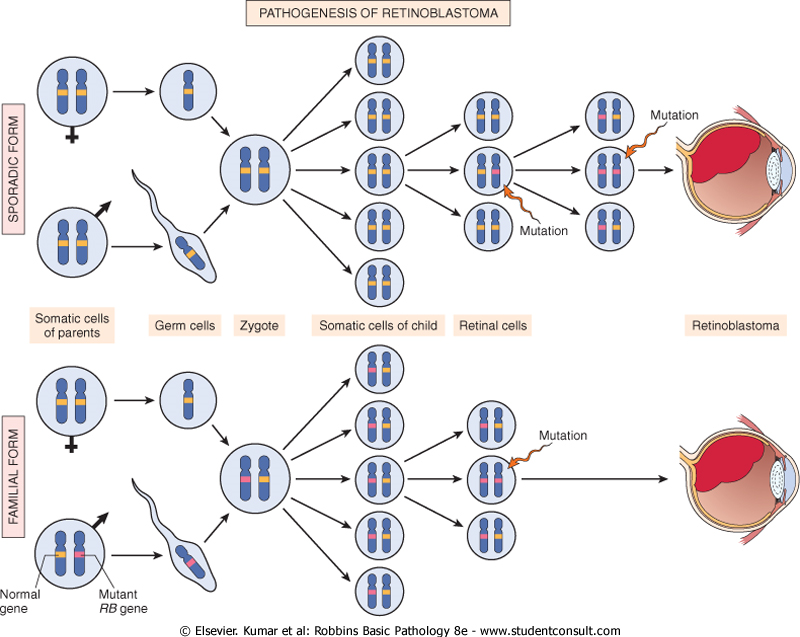 PATHOGENESIS OF RETINOBLASTOMA
SPORADIC FORM
Mutation
Mutation
Somatic cells
of parents
Germ cells
Zygote
Somatic cells of child
Retinal cells
Retinoblastoma
FAMILIAL FORM
Mutation
Normal
gene
Mutant
RB gene
© Elsevier. Kumar et al: Robbins Basic Pathology 8e - www.studentconsult.com